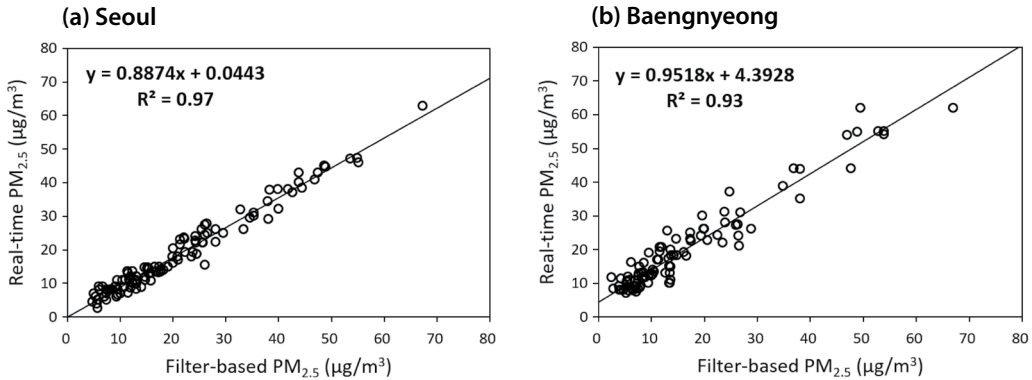 (a) Seoul
80
70
60
50
40
30
20
10
0
y = 0.8874x + 0.0443
R² = 0.97
Real-time PM2.5 (µg/m³)
0 10 20 30 40 50 60 70 80
Filter-based PM2.5 (µg/m³)
(b) Baengnyeong
80
70
60
50
40
30
20
10
0
y = 0.9518x + 4.3928
R² = 0.93
Real-time PM2.5 (µg/m³)
0 10 20 30 40 50 60 70 80
Filter-based PM2.5 (µg/m³)